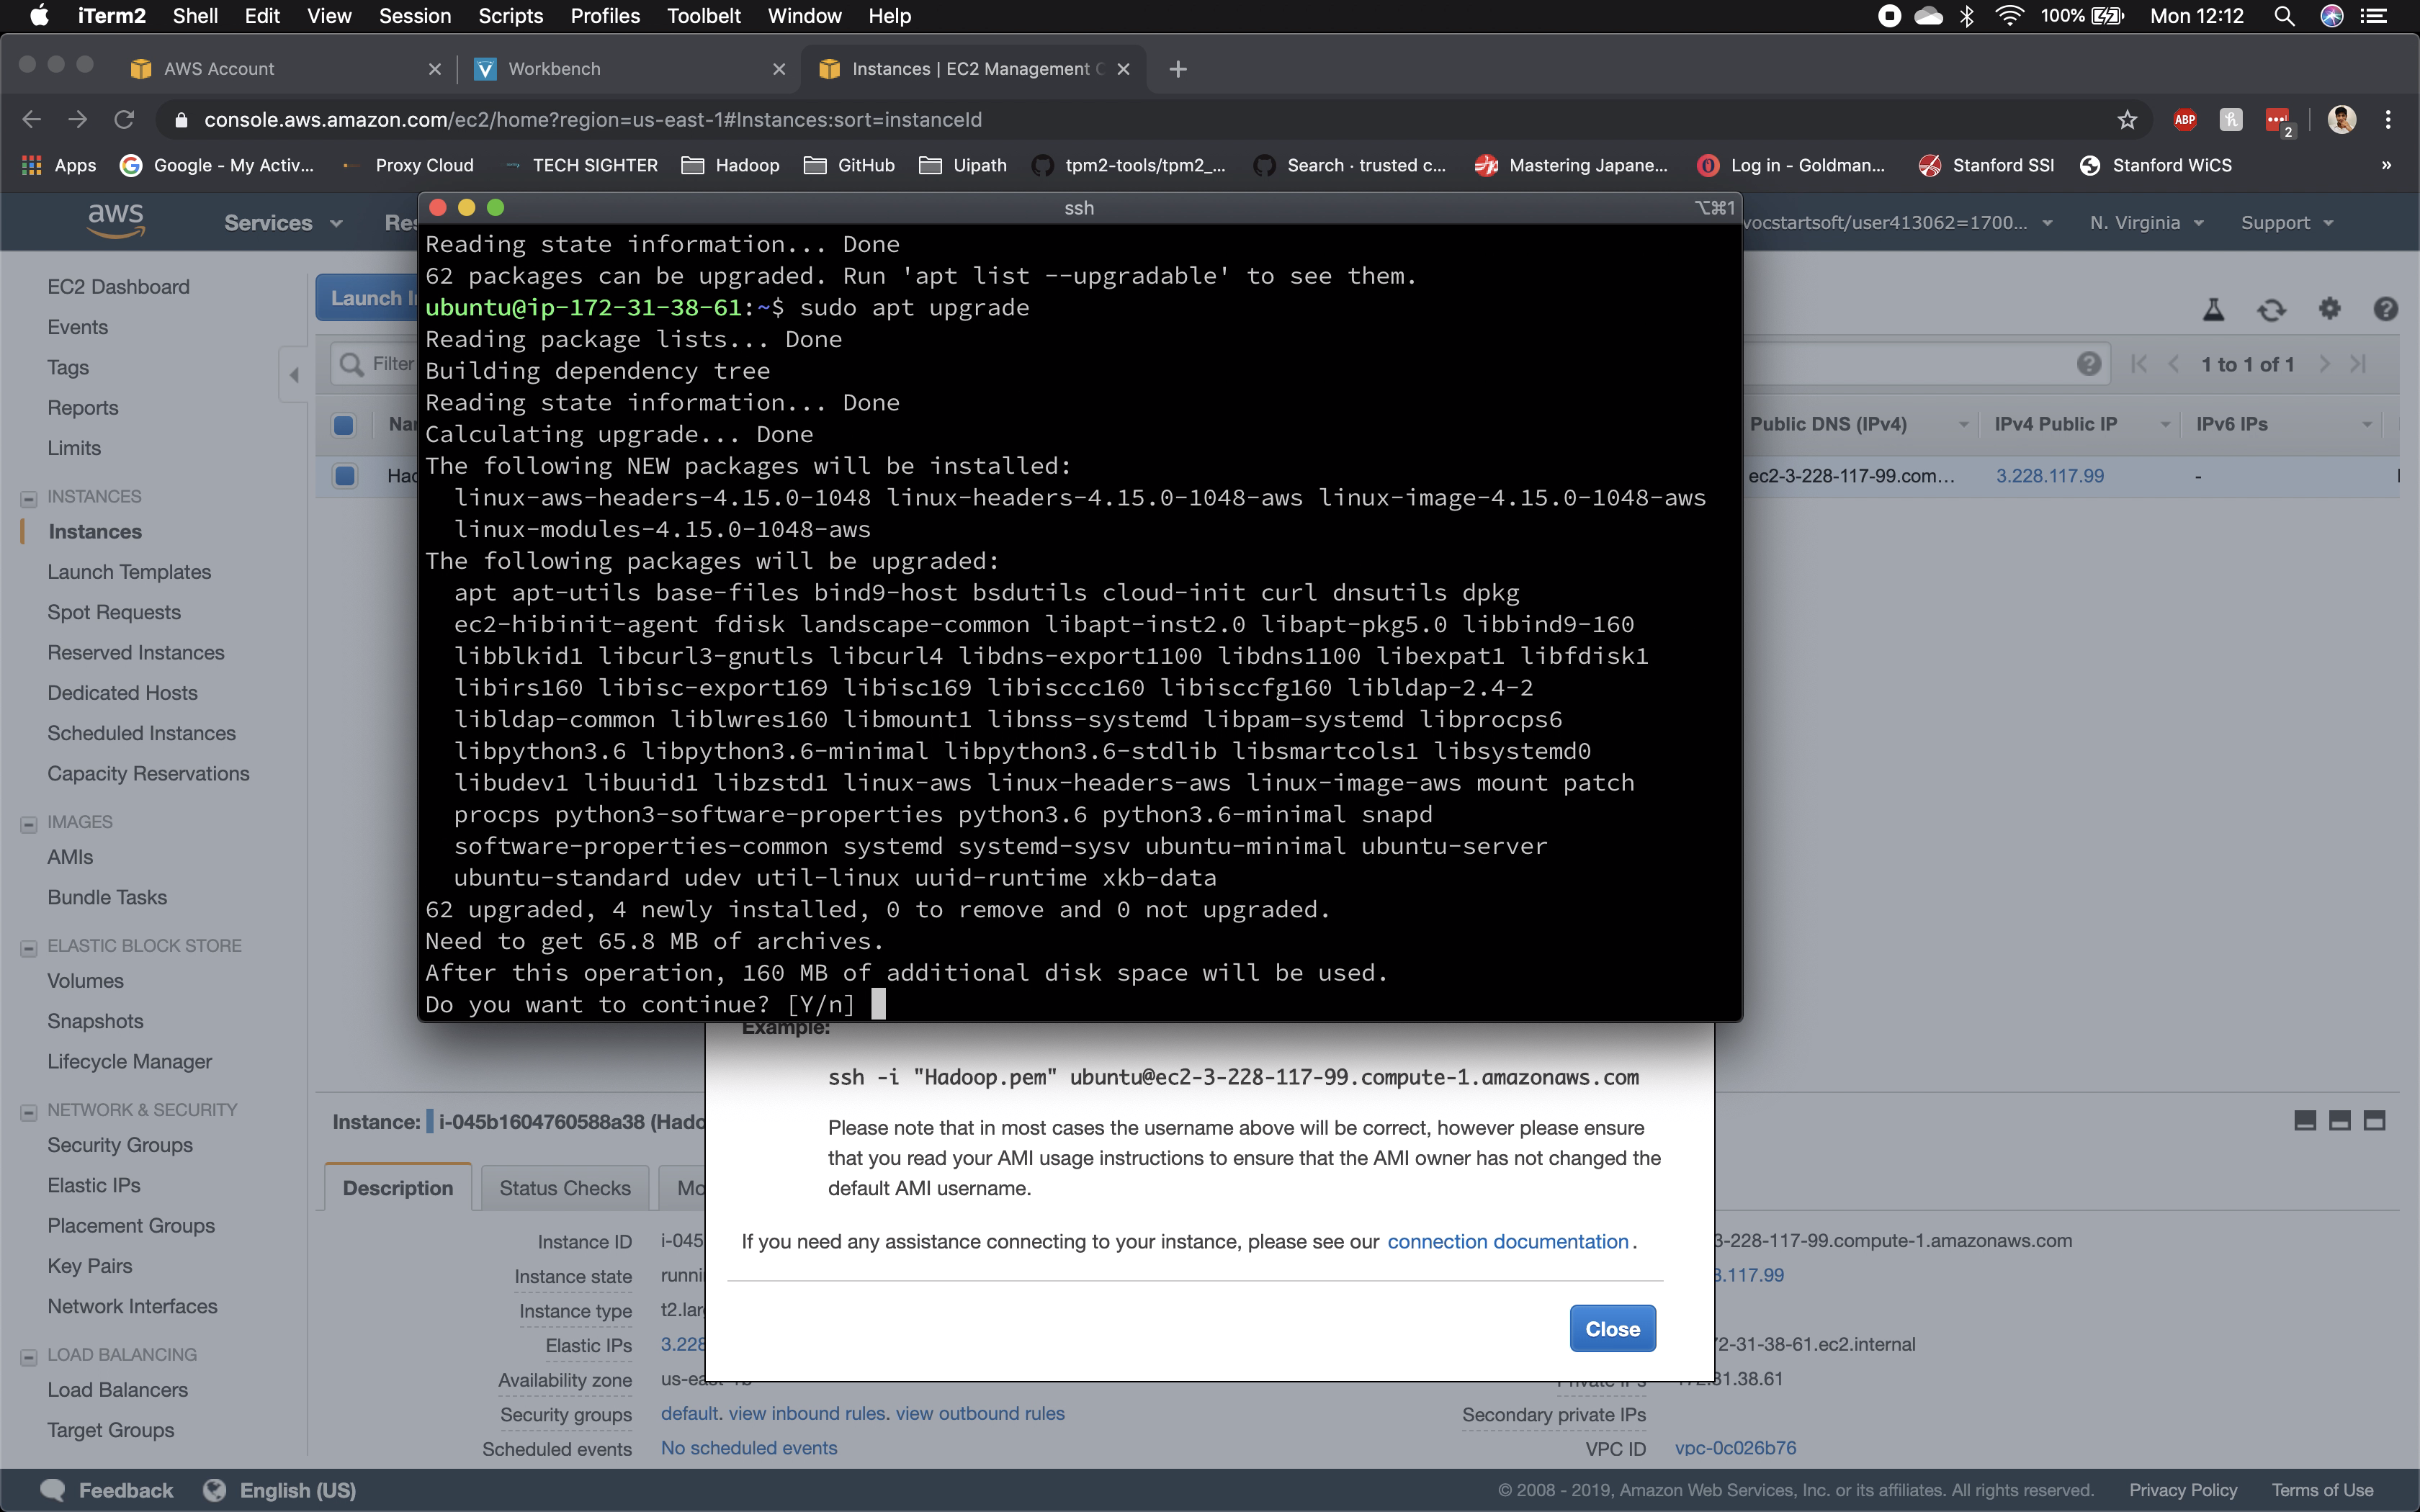 iTerm2 Shell Edit View Session Scripts Profiles Toolbelt Window Help 100% Mon 12:12
AWS Account Workbench Instances | EC2 Management C
console.aws.amazon.com/ec2/home?region=us-east-1#Instances:sort=instanceId ABP 2
Apps Google - My Activ... Proxy Cloud TECH SIGHTER Hadoop GitHub Uipath tpm2-tools/tpm2_... Search · trusted c... Mastering Japane... Log in - Goldman... Stanford SSI Stanford WiCS »
aws Services Res vocstartsoft/user413062=1700... N. Virginia Support
ssh ⌥⌘1
Reading state information... Done
62 packages can be upgraded. Run 'apt list --upgradable' to see them.
ubuntu@ip-172-31-38-61:~$ sudo apt upgrade
Reading package lists... Done
Building dependency tree
Reading state information... Done
Calculating upgrade... Done
The following NEW packages will be installed:
linux-aws-headers-4.15.0-1048 linux-headers-4.15.0-1048-aws linux-image-4.15.0-1048-aws
linux-modules-4.15.0-1048-aws
The following packages will be upgraded:
apt apt-utils base-files bind9-host bsdutils cloud-init curl dnsutils dpkg
ec2-hibinit-agent fdisk landscape-common libapt-inst2.0 libapt-pkg5.0 libbind9-160
libblkid1 libcurl3-gnutls libcurl4 libdns-export1100 libdns1100 libexpat1 libfdisk1
libirs160 libisc-export169 libisc169 libisccc160 libisccfg160 libldap-2.4-2
libldap-common liblwres160 libmount1 libnss-systemd libpam-systemd libprocps6
libpython3.6 libpython3.6-minimal libpython3.6-stdlib libsmartcols1 libsystemd0
libudev1 libuuid1 libzstd1 linux-aws linux-headers-aws linux-image-aws mount patch
procps python3-software-properties python3.6 python3.6-minimal snapd
software-properties-common systemd systemd-sysv ubuntu-minimal ubuntu-server
ubuntu-standard udev util-linux uuid-runtime xkb-data
62 upgraded, 4 newly installed, 0 to remove and 0 not upgraded.
Need to get 65.8 MB of archives.
After this operation, 160 MB of additional disk space will be used.
Do you want to continue? [Y/n]
EC2 Dashboard
Events
Tags
Reports
Limits
INSTANCES
Instances
Launch Templates
Spot Requests
Reserved Instances
Dedicated Hosts
Scheduled Instances
Capacity Reservations
IMAGES
AMIs
Bundle Tasks
ELASTIC BLOCK STORE
Volumes
Snapshots
Lifecycle Manager
NETWORK & SECURITY
Security Groups
Elastic IPs
Placement Groups
Key Pairs
Network Interfaces
LOAD BALANCING
Load Balancers
Target Groups
Launch I
Filter 1 to 1 of 1
Na Public DNS (IPv4) IPv4 Public IP IPv6 IPs
Had ec2-3-228-117-99.com... 3.228.117.99 -
Example:
ssh -i "Hadoop.pem" ubuntu@ec2-3-228-117-99.compute-1.amazonaws.com
Please note that in most cases the username above will be correct, however please ensure
that you read your AMI usage instructions to ensure that the AMI owner has not changed the
default AMI username.
If you need any assistance connecting to your instance, please see our connection documentation.
Close
Instance: i-045b1604760588a38 (Hado
Description Status Checks Mo
Instance ID i-045 3-228-117-99.compute-1.amazonaws.com
Instance state runni 8.117.99
Instance type t2.lar
Elastic IPs 3.228 72-31-38-61.ec2.internal
Availability zone us-east-1b Private IPs 172.31.38.61
Security groups default. view inbound rules. view outbound rules Secondary private IPs
Scheduled events No scheduled events VPC ID vpc-0c026b76
Feedback English (US) © 2008 - 2019, Amazon Web Services, Inc. or its affiliates. All rights reserved. Privacy Policy Terms of Use